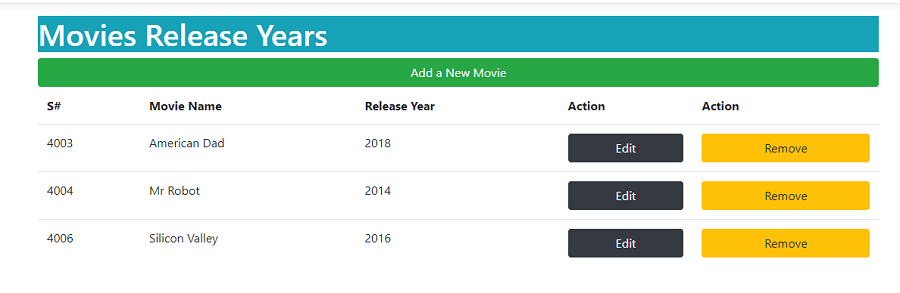 Movies Release Years
Add a New Movie
S# Movie Name Release Year Action Action
4003 American Dad 2018 Edit Remove
4004 Mr Robot 2014 Edit Remove
4006 Silicon Valley 2016 Edit Remove